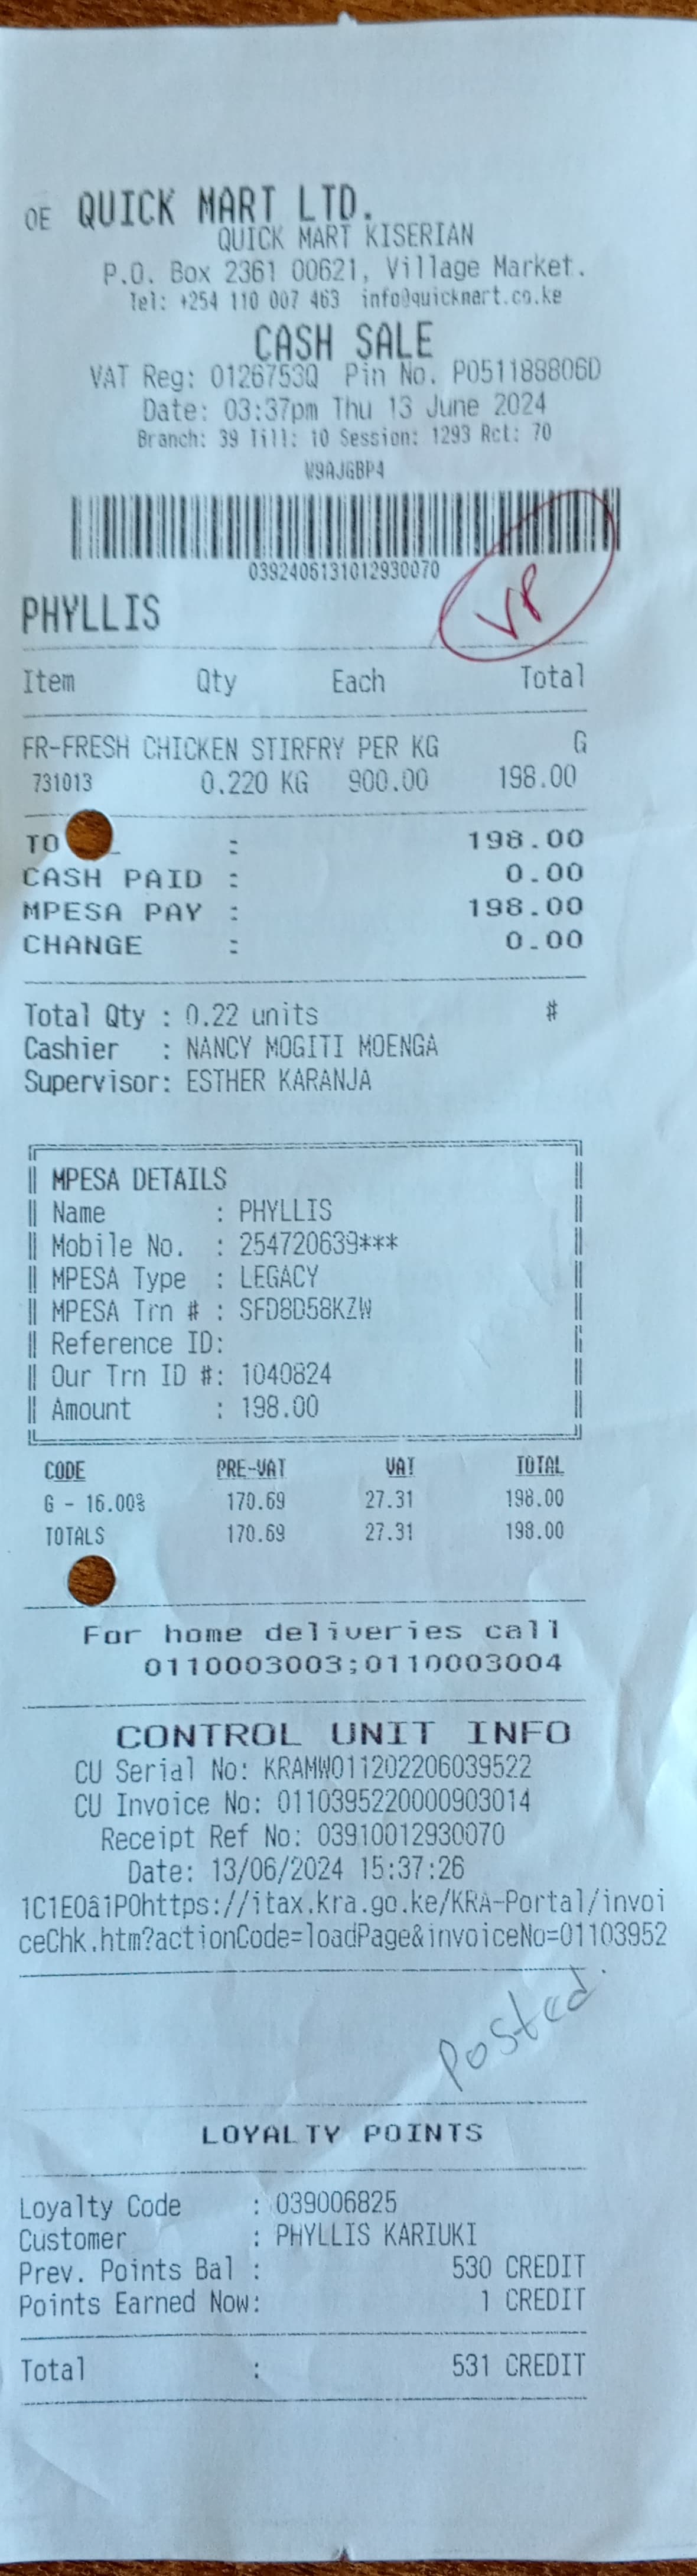 OE QUICK MART LTD.
QUICK MART KISERIAN
P.O. Box 2361 00621, Village Market.
Tel: +254 110 007 463 info@quickmart.co.ke
CASH SALE
VAT Reg: 0126753Q Pin No. P051188806D
Date: 03:37pm Thu 13 June 2024
Branch: 39 Till: 10 Session: 1293 Rct: 70
W9AJGBP4
0392406131012930070
VP
PHYLLIS
Item Qty Each Total
FR-FRESH CHICKEN STIRFRY PER KG G
731013 0.220 KG 900.00 198.00
TO : 198.00
CASH PAID : 0.00
MPESA PAY : 198.00
CHANGE : 0.00
Total Qty : 0.22 units #
Cashier : NANCY MOGITI MOENGA
Supervisor: ESTHER KARANJA
MPESA DETAILS
Name : PHYLLIS
Mobile No. : 254720639***
MPESA Type : LEGACY
MPESA Trn # : SFD8D58KZW
Reference ID:
Our Trn ID #: 1040824
Amount : 198.00
CODE PRE-VAT VAT TOTAL
G - 16.00% 170.69 27.31 198.00
TOTALS 170.69 27.31 198.00
For home deliveries call
0110003003;0110003004
CONTROL UNIT INFO
CU Serial No: KRAMW011202206039522
CU Invoice No: 0110395220000903014
Receipt Ref No: 03910012930070
Date: 13/06/2024 15:37:26
1C1E0â1P0https://itax.kra.go.ke/KRA-Portal/invoi
ceChk.htm?actionCode=loadPage&invoiceNo=01103952
Posted.
LOYALTY POINTS
Loyalty Code : 039006825
Customer : PHYLLIS KARIUKI
Prev. Points Bal : 530 CREDIT
Points Earned Now: 1 CREDIT
Total : 531 CREDIT